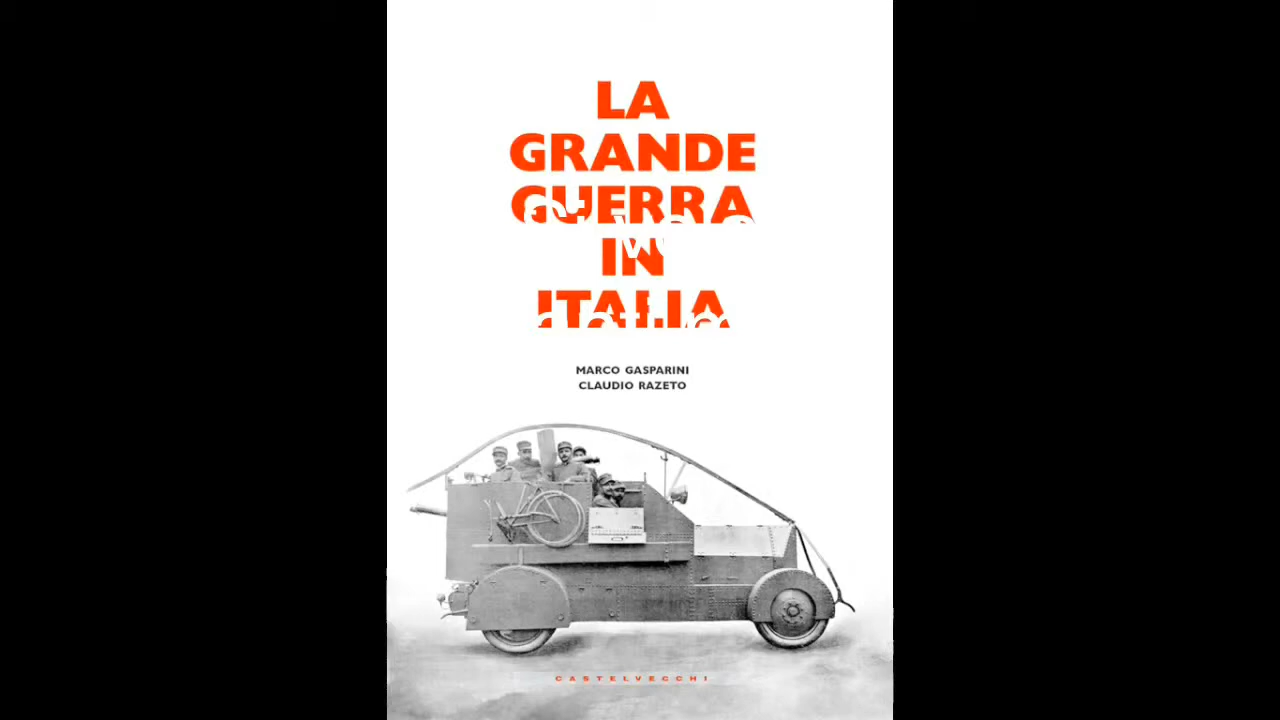 LA
GRANDE
GUERRA
IN
ITALIA
MARCO GASPARINI
CLAUDIO RAZETO
CASTELVECCHI